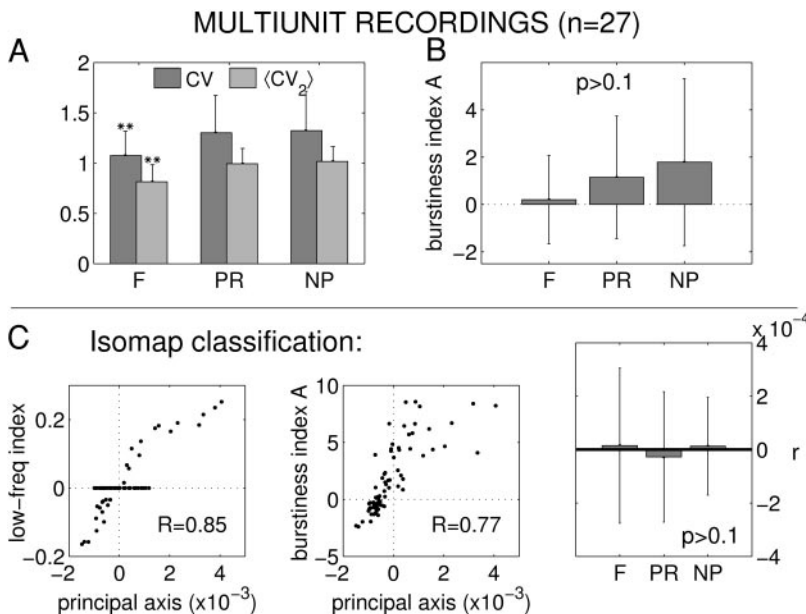 MULTIUNIT RECORDINGS (n=27)
A
CV
⟨CV2⟩
2
1.5
1
0.5
0
**
**
F
PR
NP
B
burstiness index A
p>0.1
4
2
0
−2
F
PR
NP
C
Isomap classification:
low-freq index
0.2
0
−0.2
R=0.85
−2
0
2
4
principal axis (x10−3)
burstiness index A
10
5
0
−5
R=0.77
−2
0
2
4
principal axis (x10−3)
x 10−4
4
2
0
−2
−4
r
p>0.1
F
PR
NP